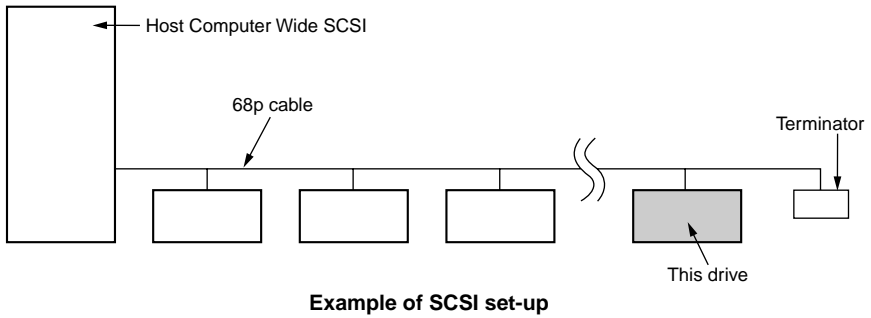 Host Computer Wide SCSI
68p cable
Terminator
This drive
Example of SCSI set-up